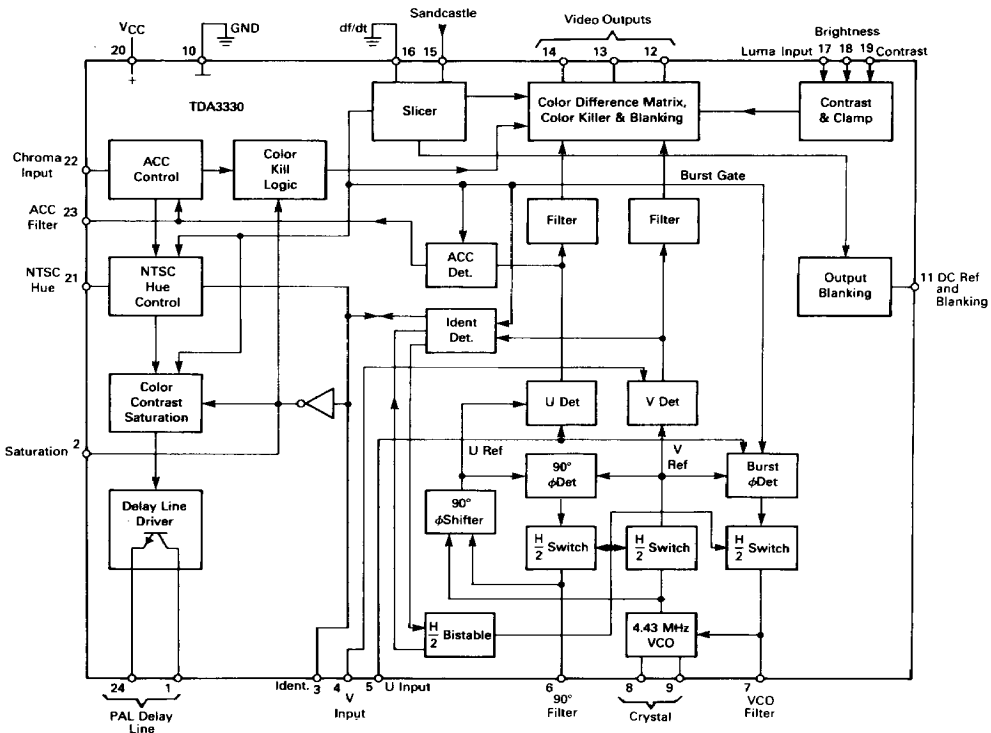 VCC
20
10
GND
df/dt
16
Sandcastle
15
Video Outputs
14
13
12
Brightness
Luma Input 17 18 19 Contrast
TDA3330
Slicer
Color Difference Matrix,
Color Killer & Blanking
Contrast
& Clamp
Chroma 22
Input
ACC
Control
Color
Kill
Logic
Burst Gate
ACC 23
Filter
Filter
Filter
ACC
Det.
NTSC 21
Hue
NTSC
Hue
Control
Output
Blanking
11 DC Ref
and
Blanking
Ident
Det.
Color
Contrast
Saturation
U Det
V Det
Saturation 2
U Ref
V
Ref
90°
ϕDet
Burst
ϕDet
Delay Line
Driver
90°
ϕShifter
H/2 Switch
H/2 Switch
H/2 Switch
H/2 Bistable
4.43 MHz
VCO
24
1
Ident. 3
4
V
Input
5 U Input
6
90°
Filter
8
9
Crystal
7
VCO
Filter
PAL Delay
Line